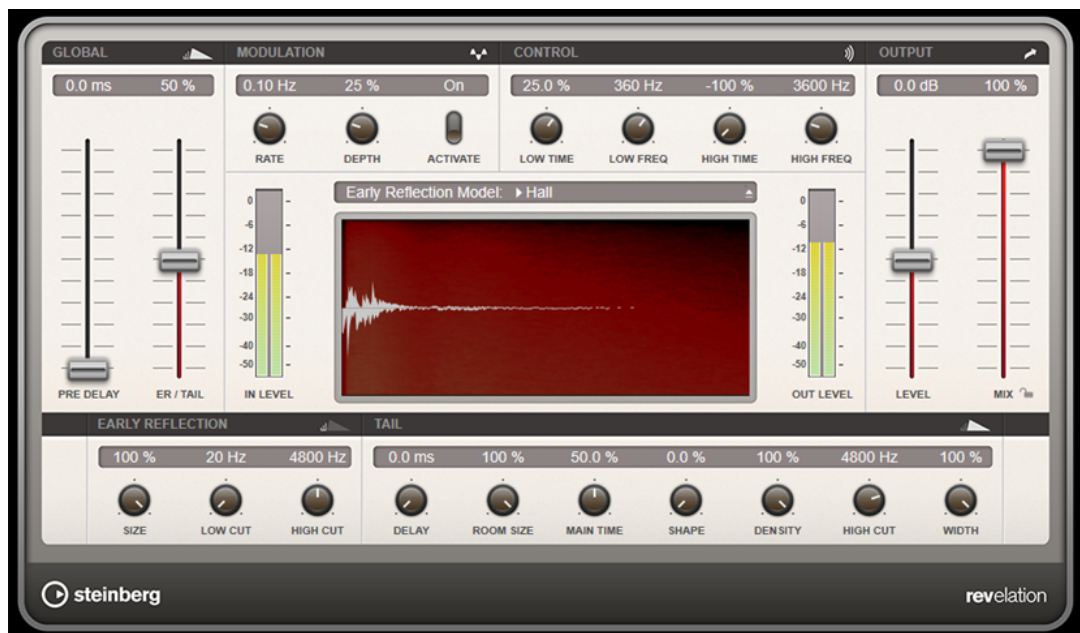 GLOBAL
MODULATION
CONTROL
OUTPUT
0.0 ms 50 %
0.10 Hz 25 % On
25.0 % 360 Hz -100 % 3600 Hz
0.0 dB 100 %
RATE DEPTH ACTIVATE
LOW TIME LOW FREQ HIGH TIME HIGH FREQ
Early Reflection Model: Hall
0
-6
-12
-18
-24
-30
-40
-50
0
-6
-12
-18
-24
-30
-40
-50
PRE DELAY ER / TAIL
IN LEVEL
OUT LEVEL
LEVEL MIX
EARLY REFLECTION
TAIL
100 % 20 Hz 4800 Hz
0.0 ms 100 % 50.0 % 0.0 % 100 % 4800 Hz 100 %
SIZE LOW CUT HIGH CUT
DELAY ROOM SIZE MAIN TIME SHAPE DENSITY HIGH CUT WIDTH
steinberg
revelation